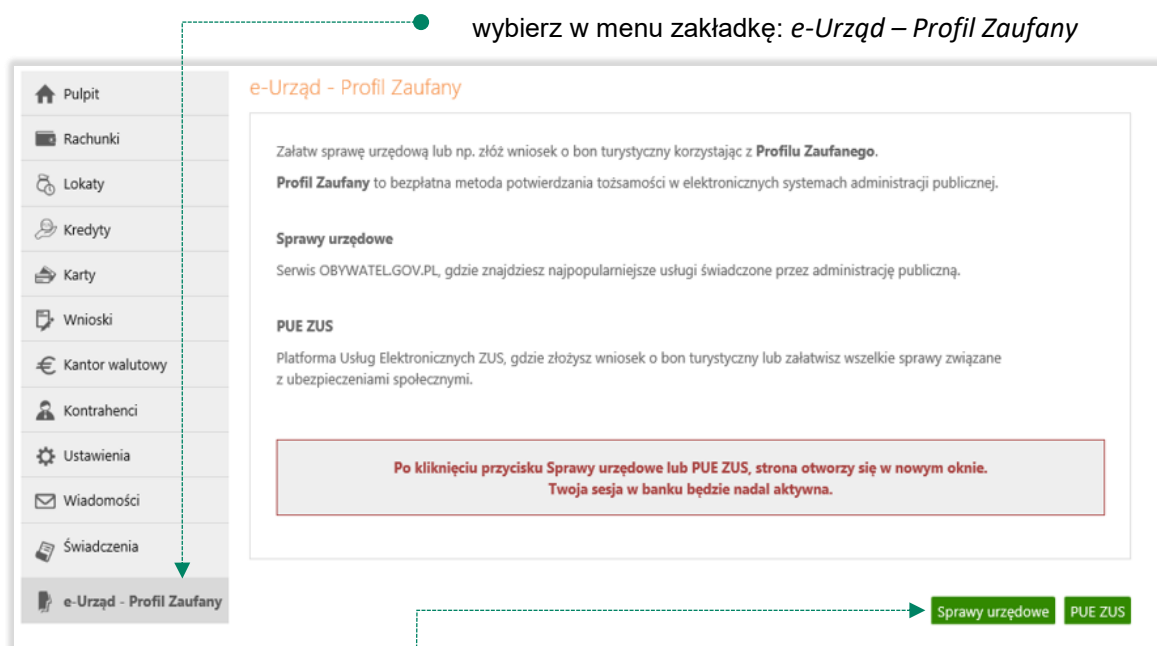 wybierz w menu zakładkę: e-Urząd – Profil Zaufany
Pulpit
Rachunki
Lokaty
Kredyty
Karty
Wnioski
Kantor walutowy
Kontrahenci
Ustawienia
Wiadomości
Świadczenia
e-Urząd - Profil Zaufany
e-Urząd - Profil Zaufany
Załatw sprawę urzędową lub np. złóż wniosek o bon turystyczny korzystając z Profilu Zaufanego.
Profil Zaufany to bezpłatna metoda potwierdzania tożsamości w elektronicznych systemach administracji publicznej.
Sprawy urzędowe
Serwis OBYWATEL.GOV.PL, gdzie znajdziesz najpopularniejsze usługi świadczone przez administrację publiczną.
PUE ZUS
Platforma Usług Elektronicznych ZUS, gdzie złożysz wniosek o bon turystyczny lub załatwisz wszelkie sprawy związane
z ubezpieczeniami społecznymi.
Po kliknięciu przycisku Sprawy urzędowe lub PUE ZUS, strona otworzy się w nowym oknie.
Twoja sesja w banku będzie nadal aktywna.
Sprawy urzędowe
PUE ZUS